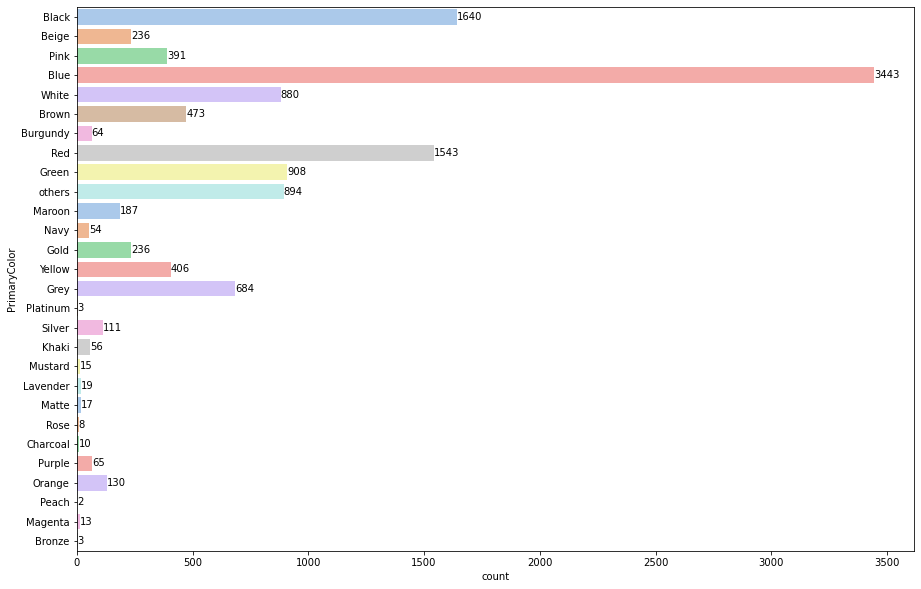 Black 1640
Beige 236
Pink 391
Blue 3443
White 880
Brown 473
Burgundy 64
Red 1543
Green 908
others 894
Maroon 187
Navy 54
Gold 236
Yellow 406
Grey 684
Platinum 3
Silver 111
Khaki 56
Mustard 15
Lavender 19
Matte 17
Rose 8
Charcoal 10
Purple 65
Orange 130
Peach 2
Magenta 13
Bronze 3
PrimaryColor
0 500 1000 1500 2000 2500 3000 3500
count